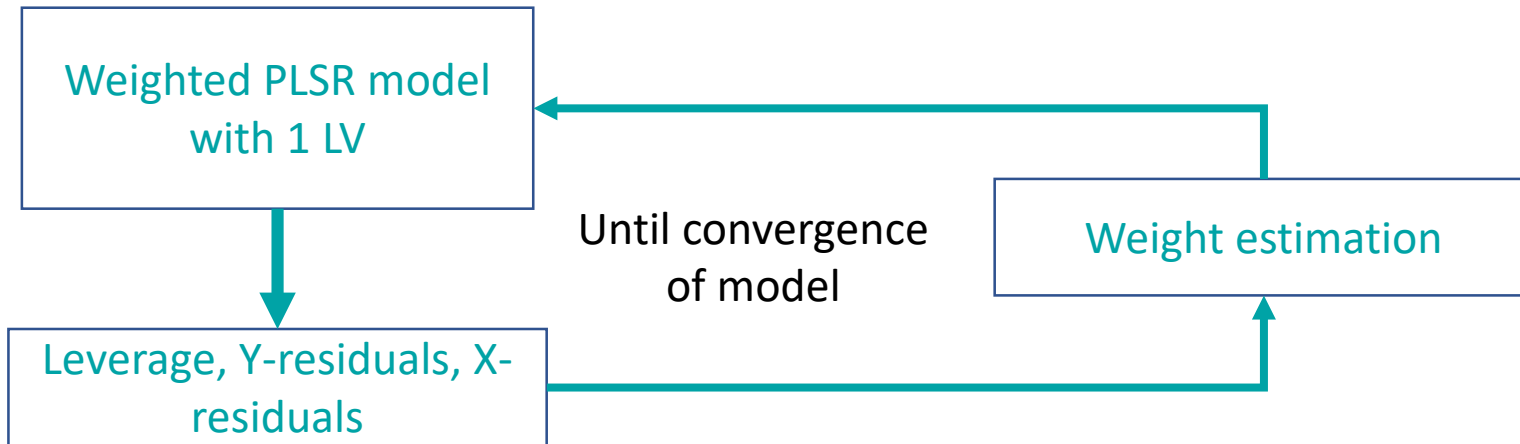 Weighted PLSR model
with 1 LV
Until convergence
of model
Weight estimation
Leverage, Y-residuals, X-
residuals